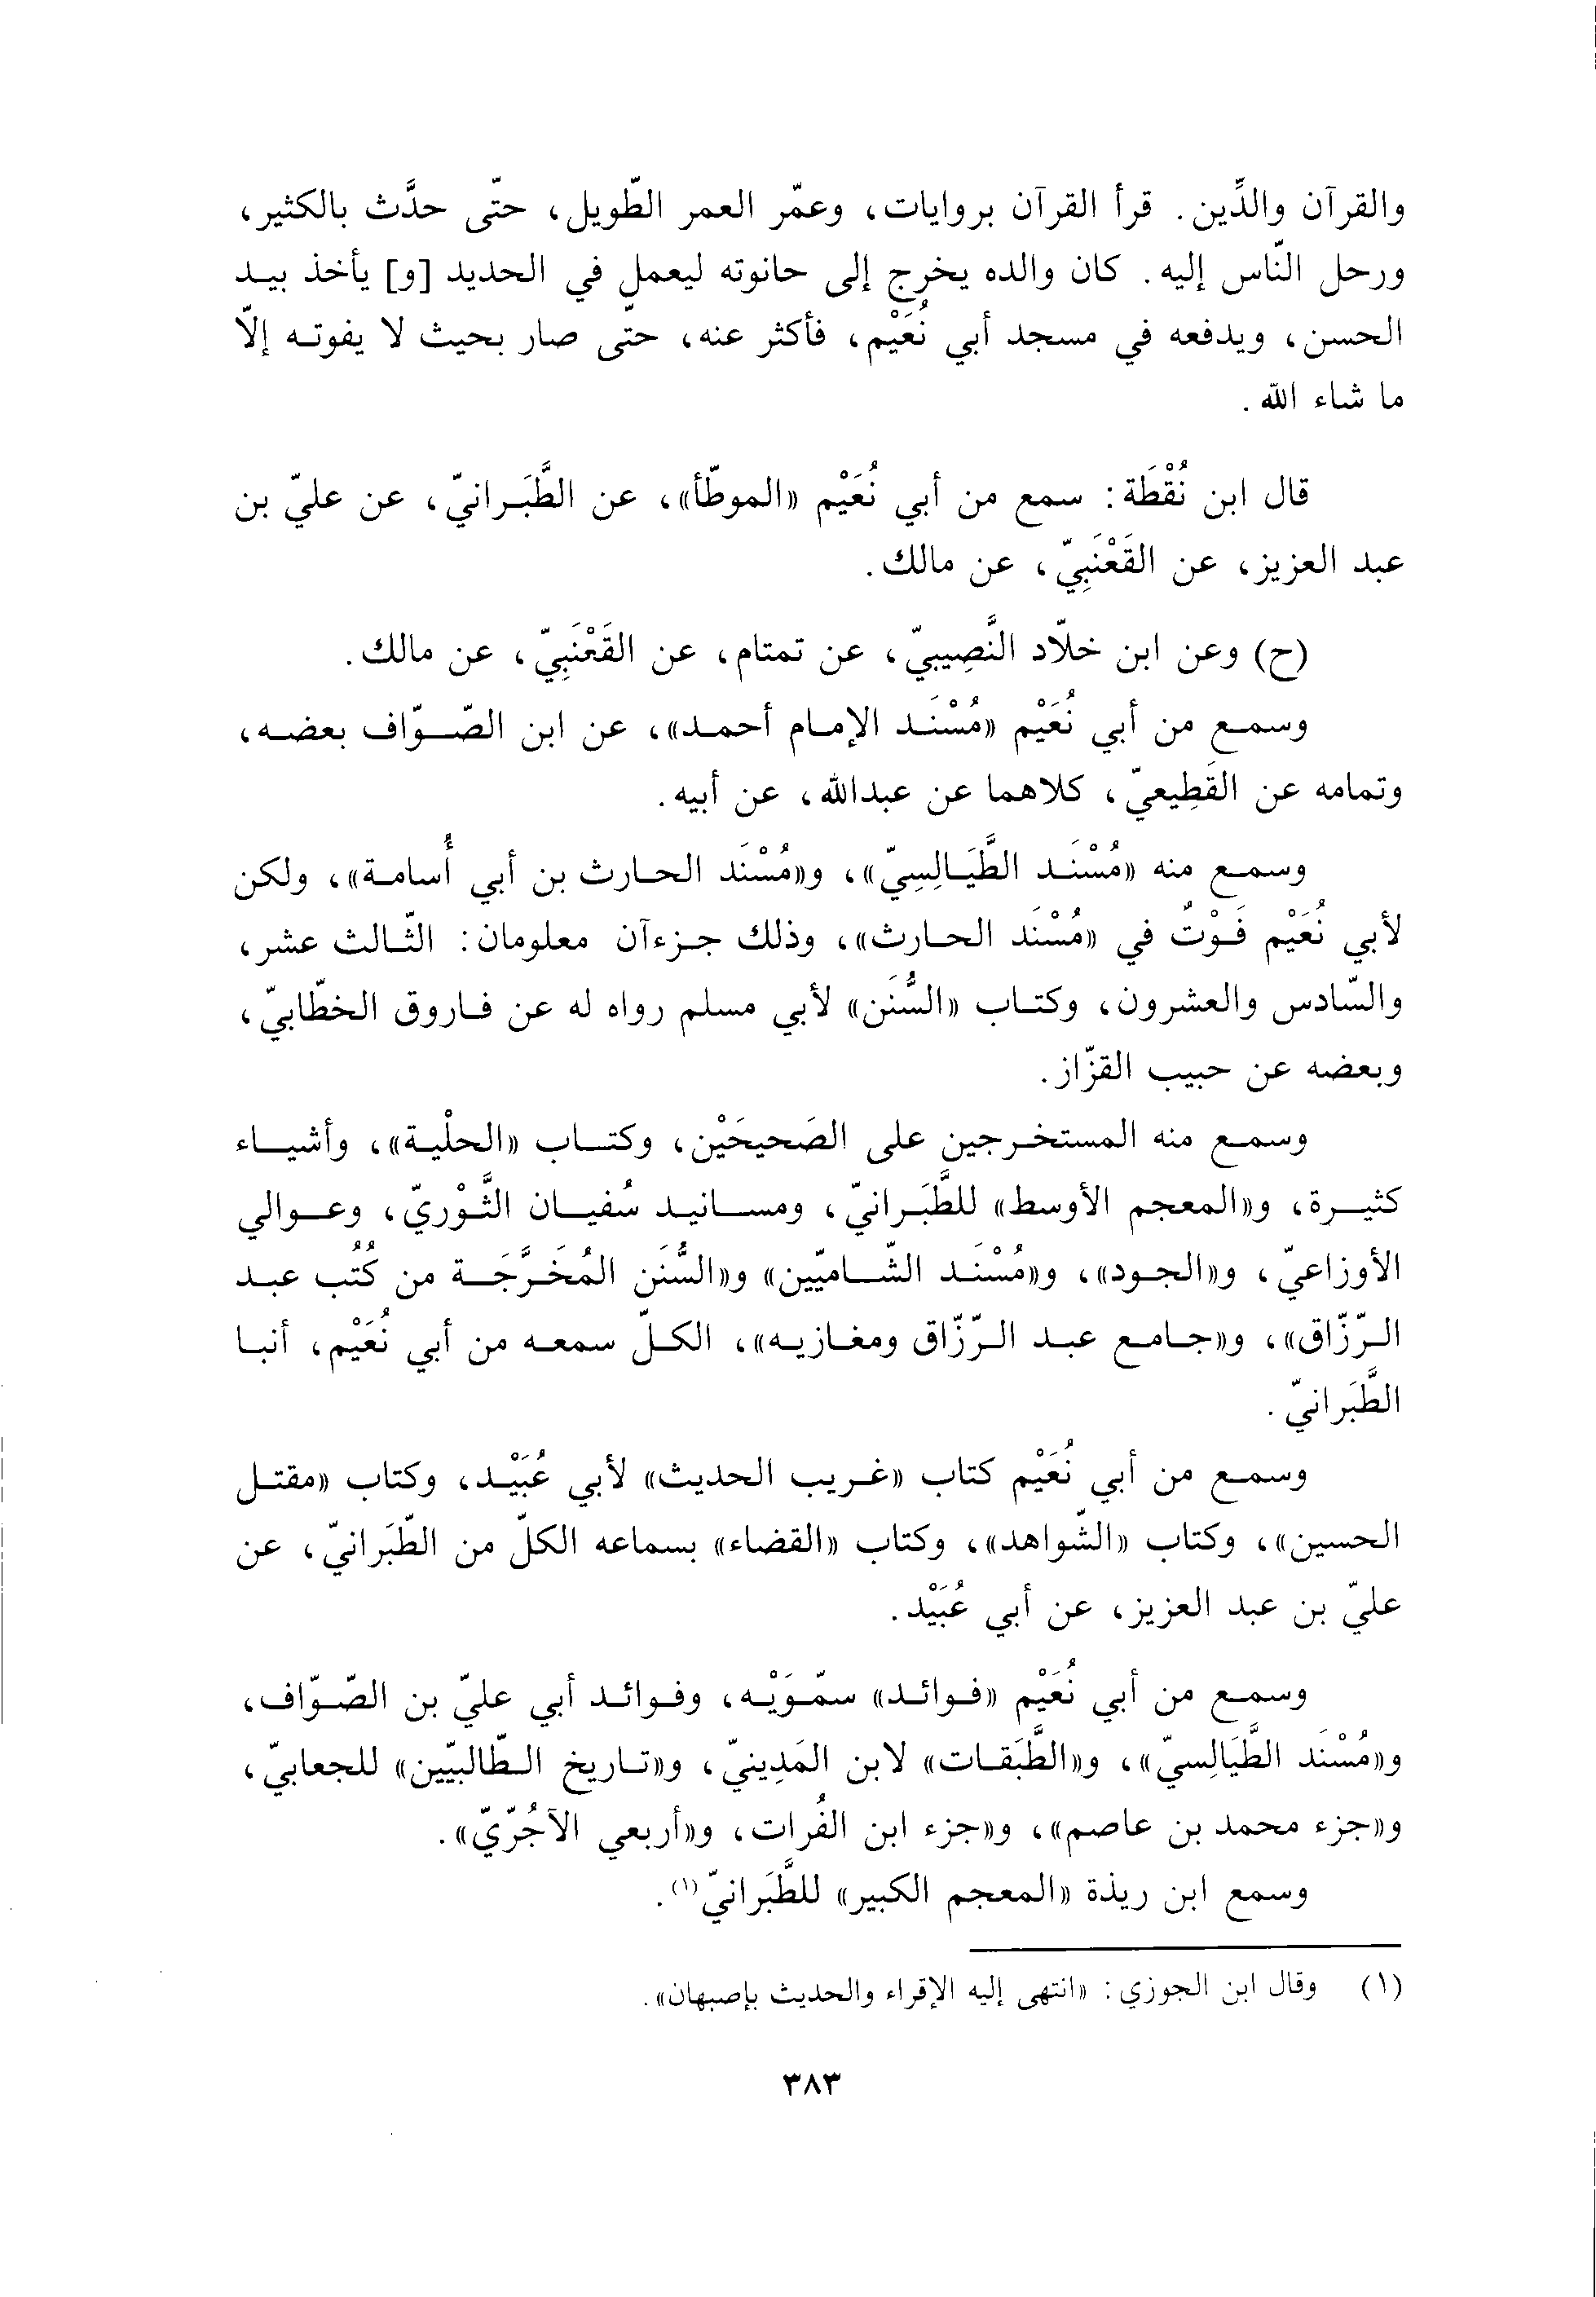 والقرآن والدِّين. قرأ القرآن بروايات، وعمّر العمر الطّويل، حتّى حدَّث بالكثير،
ورحل النّاس إليه. كان والده يخرج إلى حانوته ليعمل في الحديد [و] يأخذ بيد
الحسن، ويدفعه في مسجد أبي نُعَيْم، فأكثر عنه، حتّى صار بحيث لا يفوته إلاّ
ما شاء الله.
قال ابن نُقْطَة: سمع من أبي نُعَيْم «الموطّأ»، عن الطَّبَراني، عن عليّ بن
عبد العزيز، عن القَعْنَبِيّ، عن مالك.
(ح) وعن ابن خلّاد النَّصِيبيّ، عن تمتام، عن القَعْنَبِيّ، عن مالك.
وسمع من أبي نُعَيْم «مُسْنَد الإمام أحمد»، عن ابن الصّوّاف بعضه،
وتمامه عن القَطِيعيّ، كلاهما عن عبدالله، عن أبيه.
وسمع منه «مُسْنَد الطَّيَالِسِيّ»، و«مُسْنَد الحارث بن أبي أُسامة»، ولكن
لأبي نُعَيْم فَوْتٌ في «مُسْنَد الحارث»، وذلك جزءآن معلومان: الثّالث عشر،
والسّادس والعشرون، وكتاب «السُّنَن» لأبي مسلم رواه له عن فاروق الخطّابيّ،
وبعضه عن حبيب القزّاز.
وسمع منه المستخرجين على الصَحيحَيْن، وكتاب «الحلْية»، وأشياء
كثيرة، و«المعجم الأوسط» للطَّبَرانيّ، ومسانيد سُفيان الثَّوْريّ، وعوالي
الأوزاعيّ، و«الجود»، و«مُسْنَد الشّاميّين» و«السُّنَن المُخَرَّجَة من كُتُب عبد
الرّزّاق»، و«جامع عبد الرّزّاق ومغازيه»، الكلّ سمعه من أبي نُعَيْم، أنبا
الطَّبَرانيّ.
وسمع من أبي نُعَيْم كتاب «غريب الحديث» لأبي عُبَيْد، وكتاب «مقتل
الحسين»، وكتاب «الشّواهد»، وكتاب «القضاء» بسماعه الكلّ من الطّبَرانيّ، عن
عليّ بن عبد العزيز، عن أبي عُبَيْد.
وسمع من أبي نُعَيْم «فوائد» سمّوَيْه، وفوائد أبي عليّ بن الصّوّاف،
و«مُسْنَد الطَّيَالِسيّ»، و«الطَّبَقات» لابن المَدِينيّ، و«تاريخ الطّالبيّين» للجعابيّ،
و«جزء محمد بن عاصم»، و«جزء ابن الفُرات، و«أربعي الآجُرّيّ».
وسمع ابن ريذة «المعجم الكبير» للطَّبَرانيّ(١).
(١) وقال ابن الجوزي: «انتهى إليه الإقراء والحديث بإصبهان».
٣٨٣